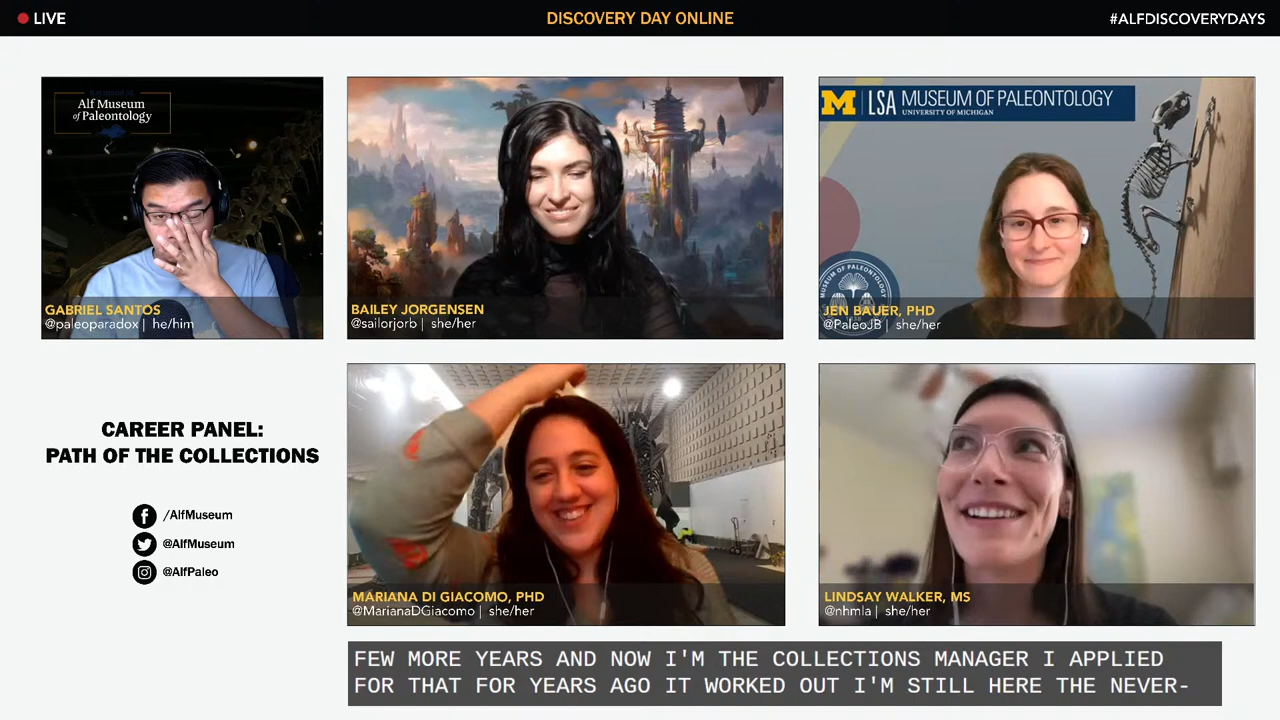 LIVE
DISCOVERY DAY ONLINE
#ALFDISCOVERYDAYS
Alf Museum
of Paleontology
GABRIEL SANTOS
@paleoparadox | he/him
BAILEY JORGENSEN
@sailorjorb | she/her
M LSA MUSEUM OF PALEONTOLOGY
UNIVERSITY OF MICHIGAN
MUSEUM OF PALEONTOLOGY
JEN BAUER, PHD
@PaleoJB | she/her
CAREER PANEL:
PATH OF THE COLLECTIONS
/AlfMuseum
@AlfMuseum
@AlfPaleo
MARIANA DI GIACOMO, PHD
@MarianaDGiacomo | she/her
LINDSAY WALKER, MS
@nhmla | she/her
FEW MORE YEARS AND NOW I'M THE COLLECTIONS MANAGER I APPLIED
FOR THAT FOR YEARS AGO IT WORKED OUT I'M STILL HERE THE NEVER-